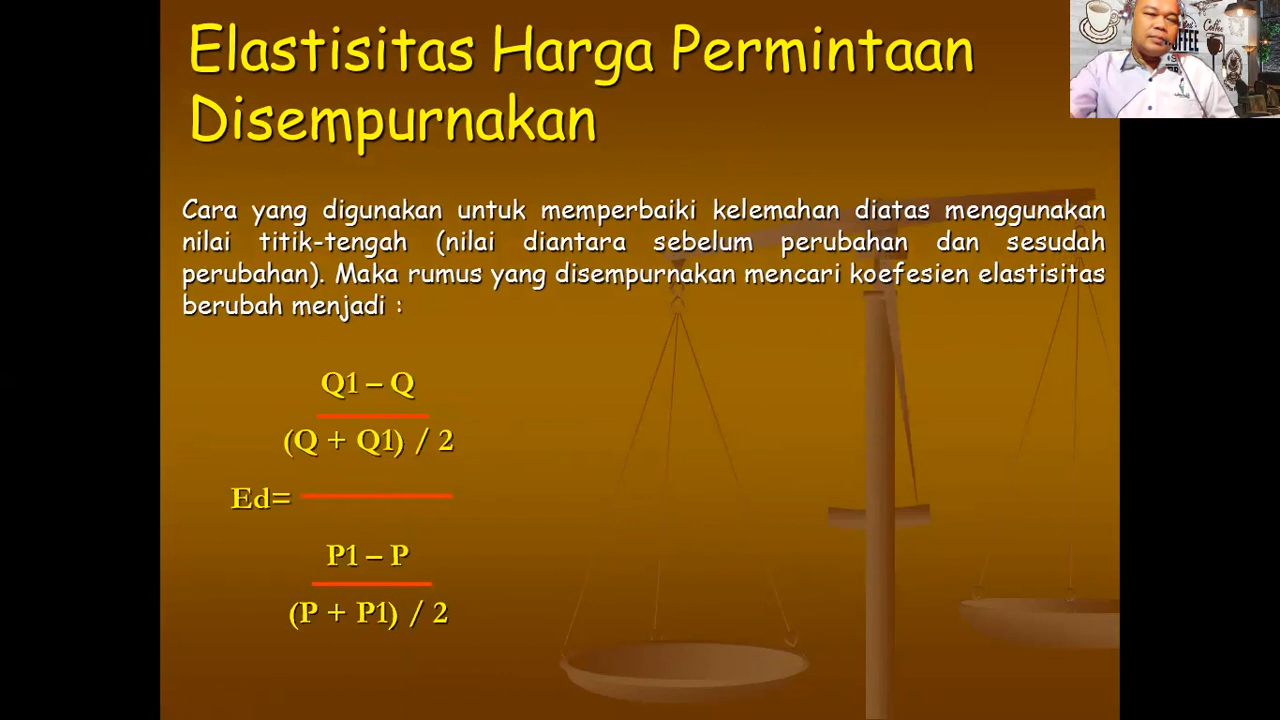 Elastisitas Harga Permintaan
Disempurnakan
COFFEE
Coffee
Cara yang digunakan untuk memperbaiki kelemahan diatas menggunakan
nilai titik-tengah (nilai diantara sebelum perubahan dan sesudah
perubahan). Maka rumus yang disempurnakan mencari koefesien elastisitas
berubah menjadi :
Q1 – Q
(Q + Q1) / 2
Ed=
P1 – P
(P + P1) / 2